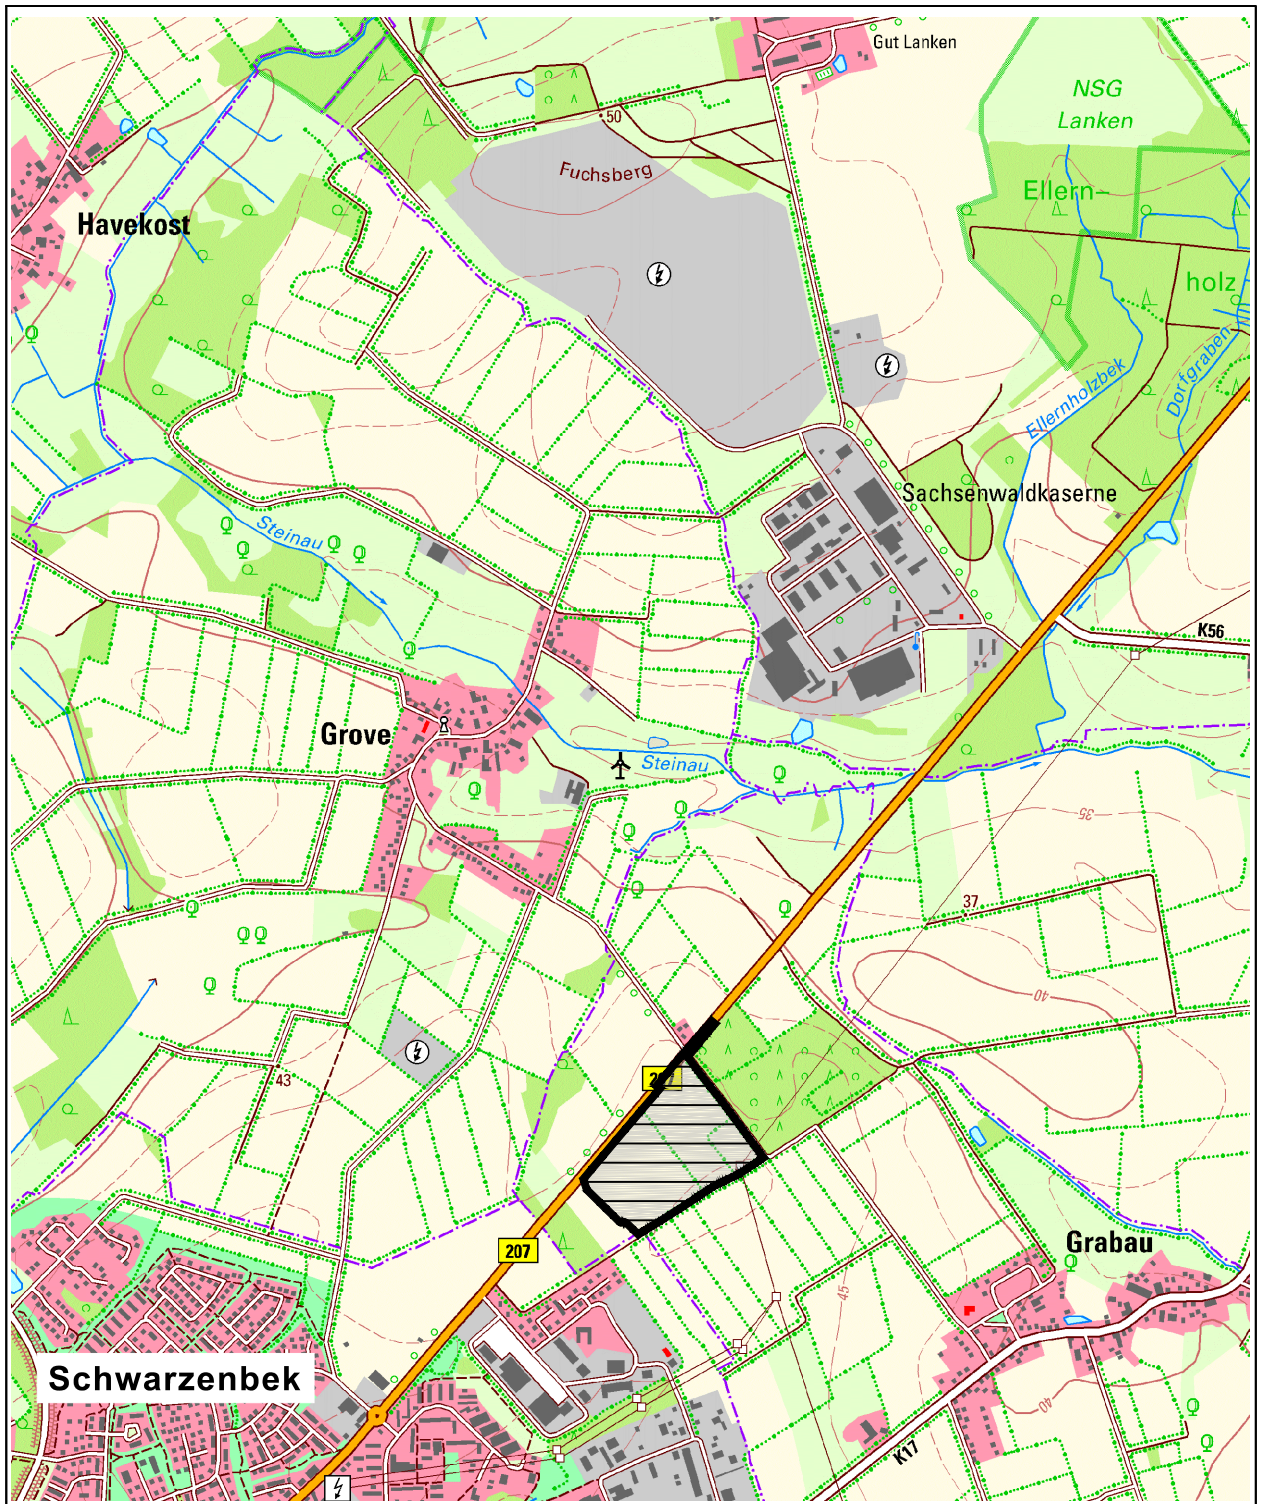 Gut Lanken
NSG
Lanken
50
Fuchsberg
Ellern–
Havekost
holz
Dorfgraben
Ellernholzbek
Sachsenwaldkaserne
Steinau
K56
Grove
Steinau
35
37
40
43
207
207
Grabau
45
Schwarzenbek
40
K17